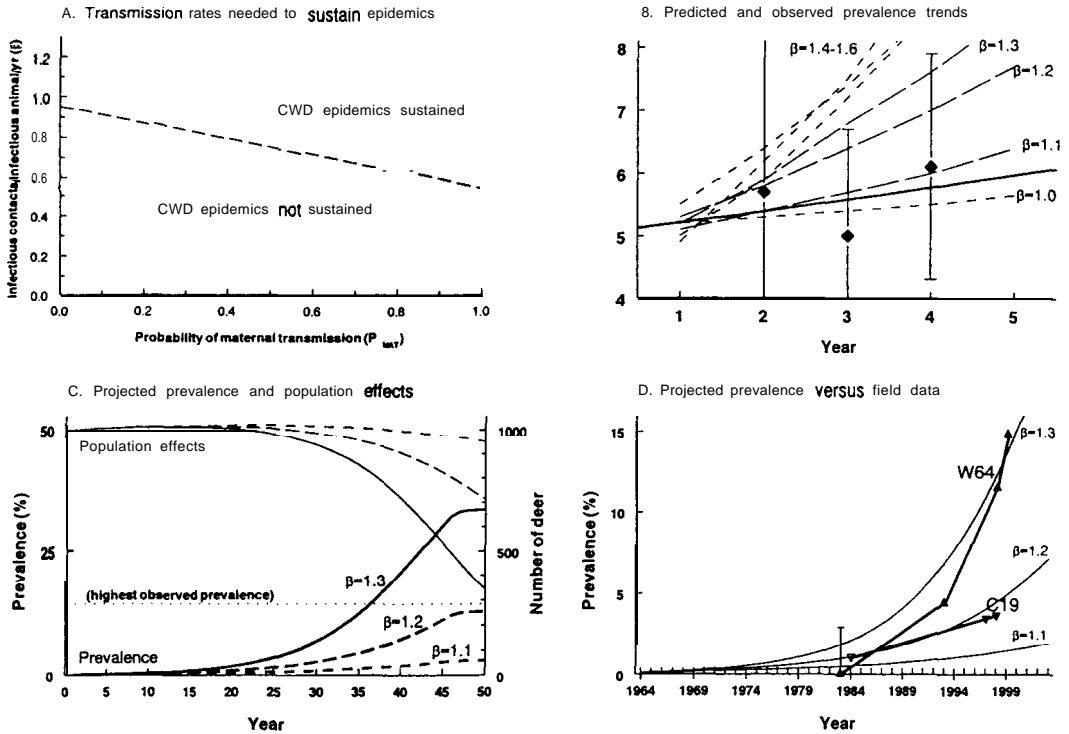 A. Transmission rates needed to sustain epidemics
Infectious contacts/infectious animal/yr (β)
1.2
1.0
0.8
0.6
0.4
0.2
0.0
CWD epidemics sustained
CWD epidemics not sustained
0.0 0.2 0.4 0.6 0.8 1.0
Probability of maternal transmission (P MAT)
8. Predicted and observed prevalence trends
8
7
6
5
4
β=1.4-1.6
β=1.3
β=1.2
β=1.1
β=1.0
1 2 3 4 5
Year
C. Projected prevalence and population effects
Prevalence (%)
50
25
0
Population effects
(highest observed prevalence)
Prevalence
β=1.3
β=1.2
β=1.1
1000
500
0
Number of deer
0 5 10 15 20 25 30 35 40 45 50
Year
D. Projected prevalence versus field data
Prevalence (%)
15
10
5
0
W64
C19
β=1.3
β=1.2
β=1.1
1964 1969 1974 1979 1984 1989 1994 1999
Year